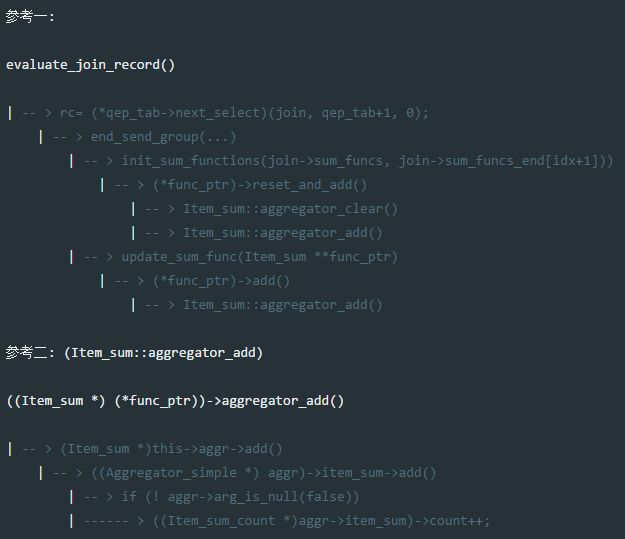 参考一:
evaluate_join_record()
| -- > rc= (*qep_tab->next_select)(join, qep_tab+1, 0);
| -- > end_send_group(...)
| -- > init_sum_functions(join->sum_funcs, join->sum_funcs_end[idx+1]))
| -- > (*func_ptr)->reset_and_add()
| -- > Item_sum::aggregator_clear()
| -- > Item_sum::aggregator_add()
| -- > update_sum_func(Item_sum **func_ptr)
| -- > (*func_ptr)->add()
| -- > Item_sum::aggregator_add()
参考二: (Item_sum::aggregator_add)
((Item_sum *) (*func_ptr))->aggregator_add()
| -- > (Item_sum *)this->aggr->add()
| -- > ((Aggregator_simple *) aggr)->item_sum->add()
| -- > if (! aggr->arg_is_null(false))
| ------ > ((Item_sum_count *)aggr->item_sum)->count++;